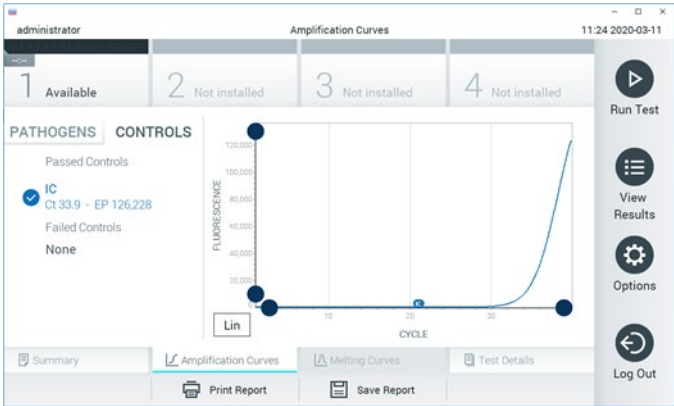 administrator Amplification Curves 11:24 2020-03-11
1 Available
2 Not installed
3 Not installed
4 Not installed
Run Test
View
Results
Options
Log Out
PATHOGENS CONTROLS
Passed Controls
IC
Ct 33.9 - EP 126,228
Failed Controls
None
FLUORESCENCE
120,000
100,000
80,000
60,000
40,000
20,000
10 20 30
CYCLE
Lin
Summary Amplification Curves Melting Curves Test Details
Print Report Save Report